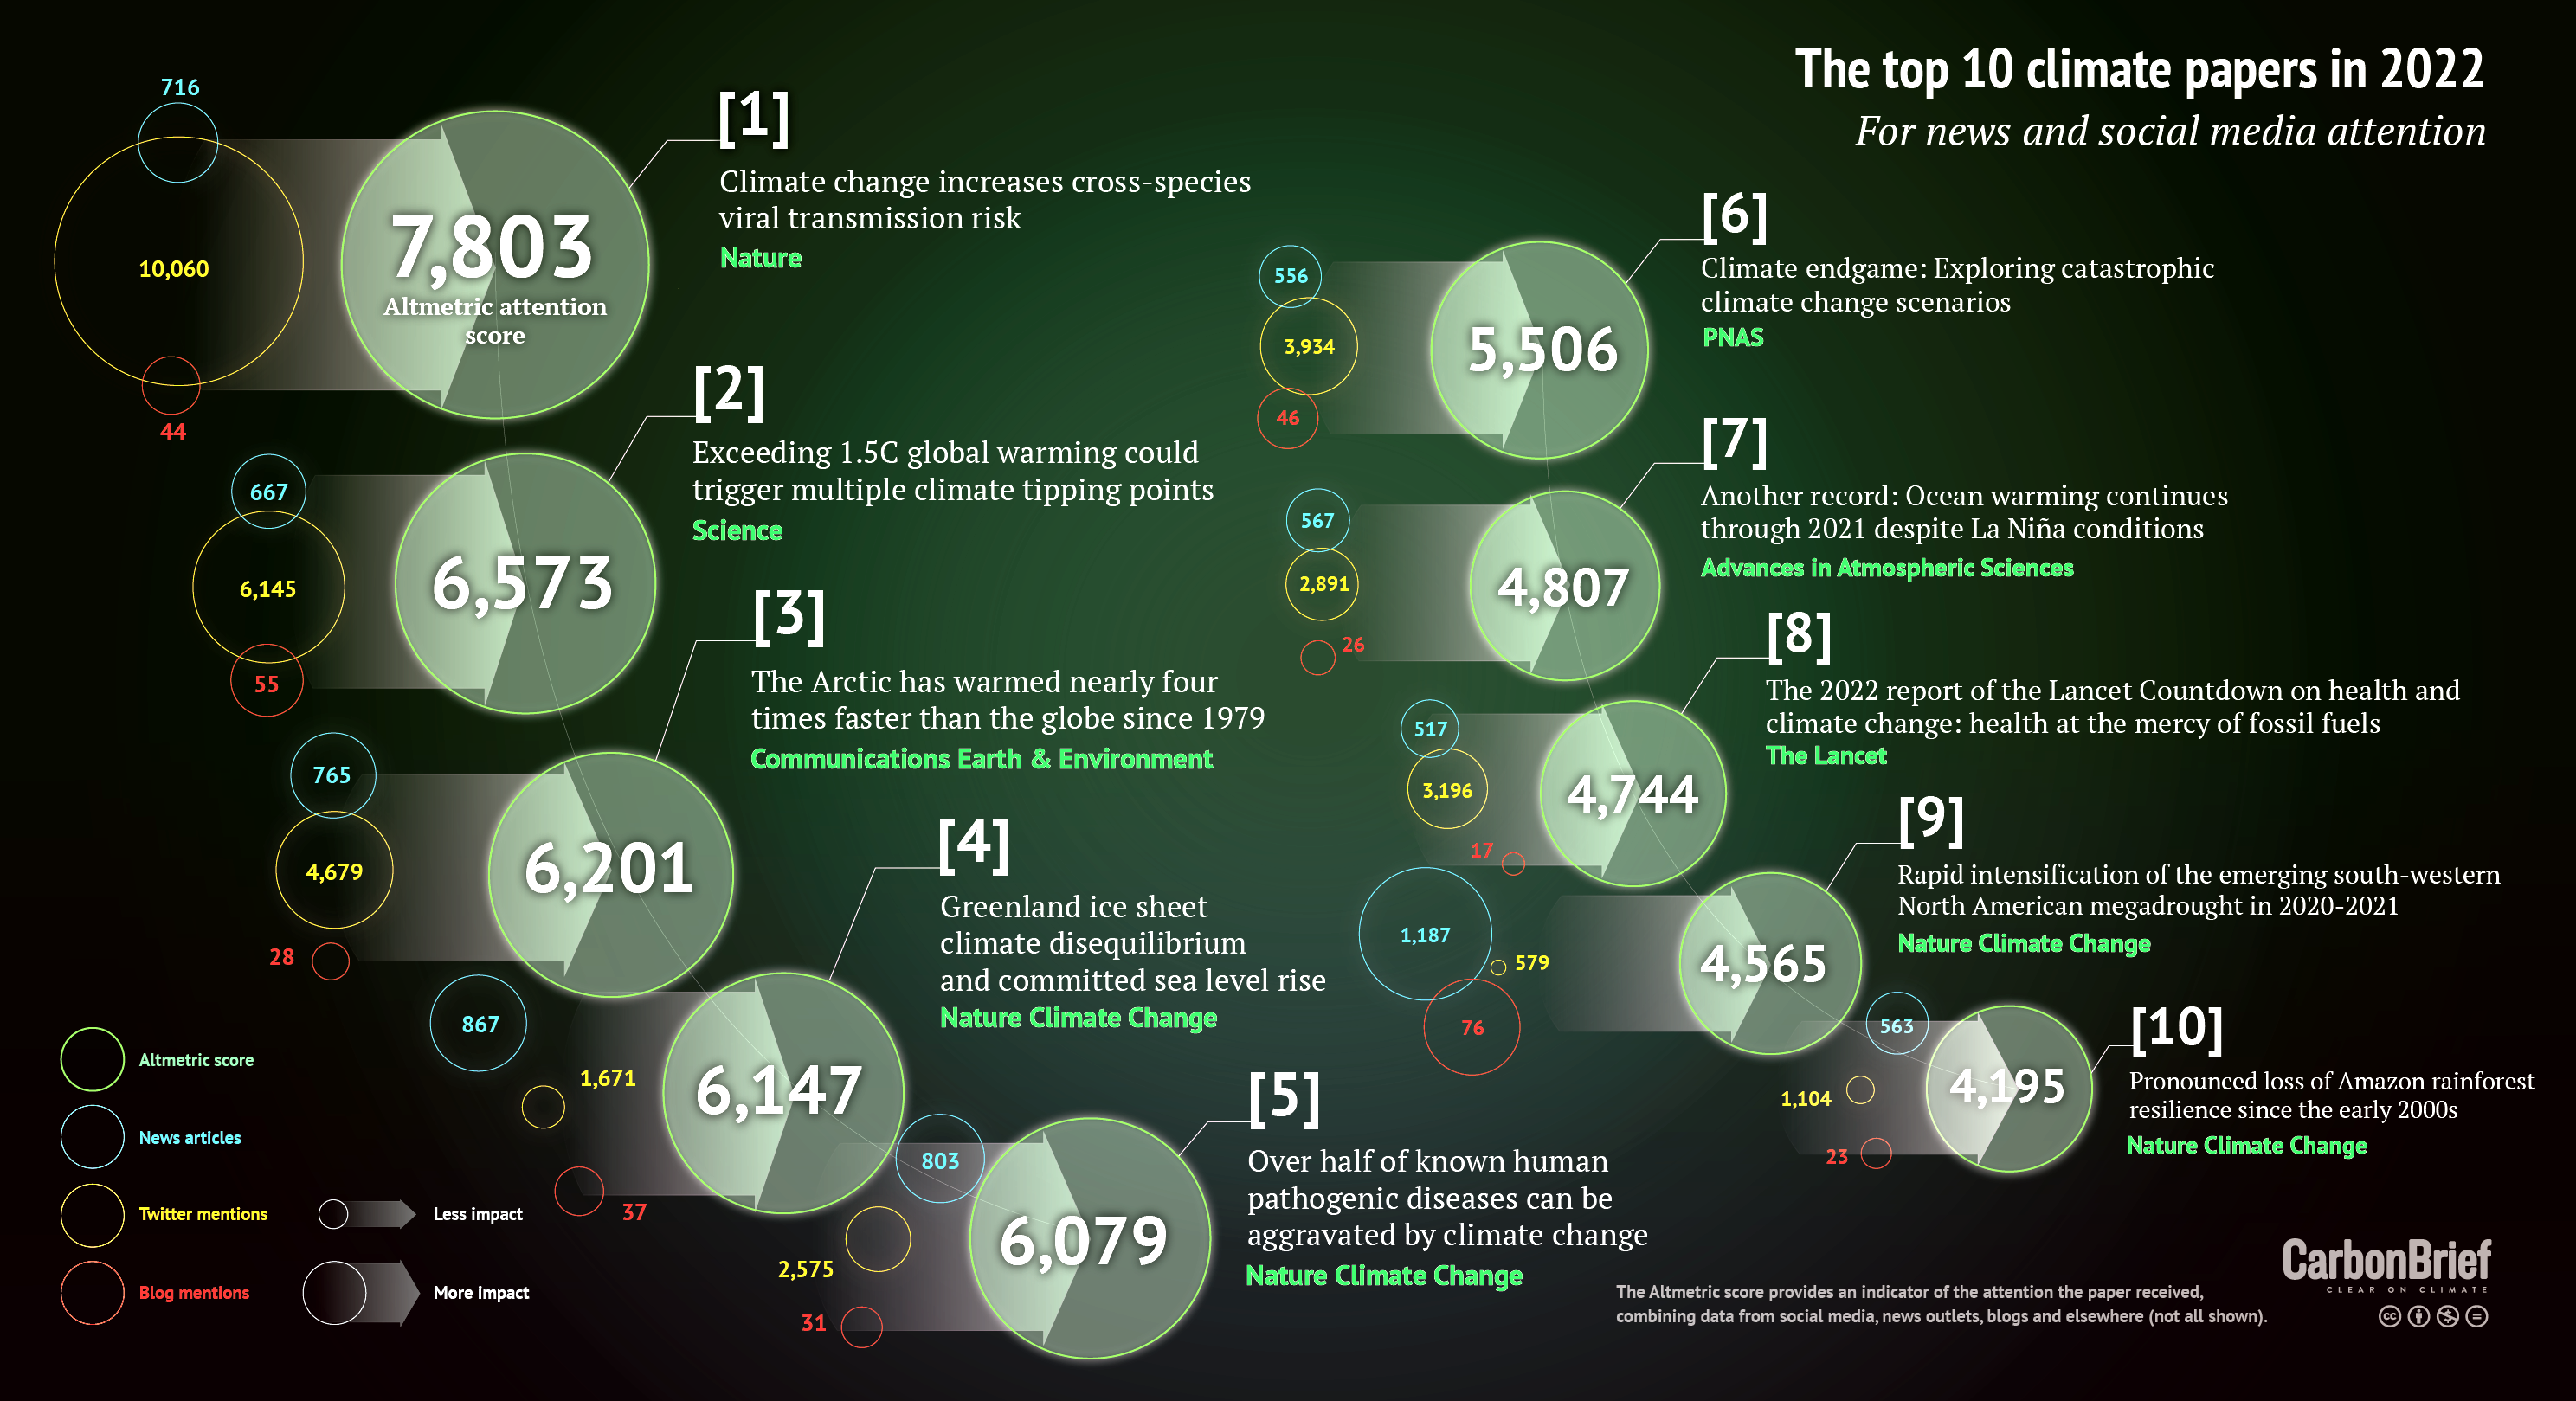 The top 10 climate papers in 2022
For news and social media attention
716
10,060
44
7,803
Altmetric attention
score
[1]
Climate change increases cross-species
viral transmission risk
Nature
667
6,145
55
6,573
[2]
Exceeding 1.5C global warming could
trigger multiple climate tipping points
Science
765
4,679
28
6,201
[3]
The Arctic has warmed nearly four
times faster than the globe since 1979
Communications Earth & Environment
867
1,671
37
6,147
[4]
Greenland ice sheet
climate disequilibrium
and committed sea level rise
Nature Climate Change
803
2,575
31
6,079
[5]
Over half of known human
pathogenic diseases can be
aggravated by climate change
Nature Climate Change
556
3,934
46
5,506
[6]
Climate endgame: Exploring catastrophic
climate change scenarios
PNAS
567
2,891
26
4,807
[7]
Another record: Ocean warming continues
through 2021 despite La Niña conditions
Advances in Atmospheric Sciences
517
3,196
17
4,744
[8]
The 2022 report of the Lancet Countdown on health and
climate change: health at the mercy of fossil fuels
The Lancet
1,187
579
76
4,565
[9]
Rapid intensification of the emerging south-western
North American megadrought in 2020-2021
Nature Climate Change
563
1,104
23
4,195
[10]
Pronounced loss of Amazon rainforest
resilience since the early 2000s
Nature Climate Change
Altmetric score
News articles
Twitter mentions
Blog mentions
Less impact
More impact
The Altmetric score provides an indicator of the attention the paper received,
combining data from social media, news outlets, blogs and elsewhere (not all shown).
CarbonBrief
CLEAR ON CLIMATE
cc